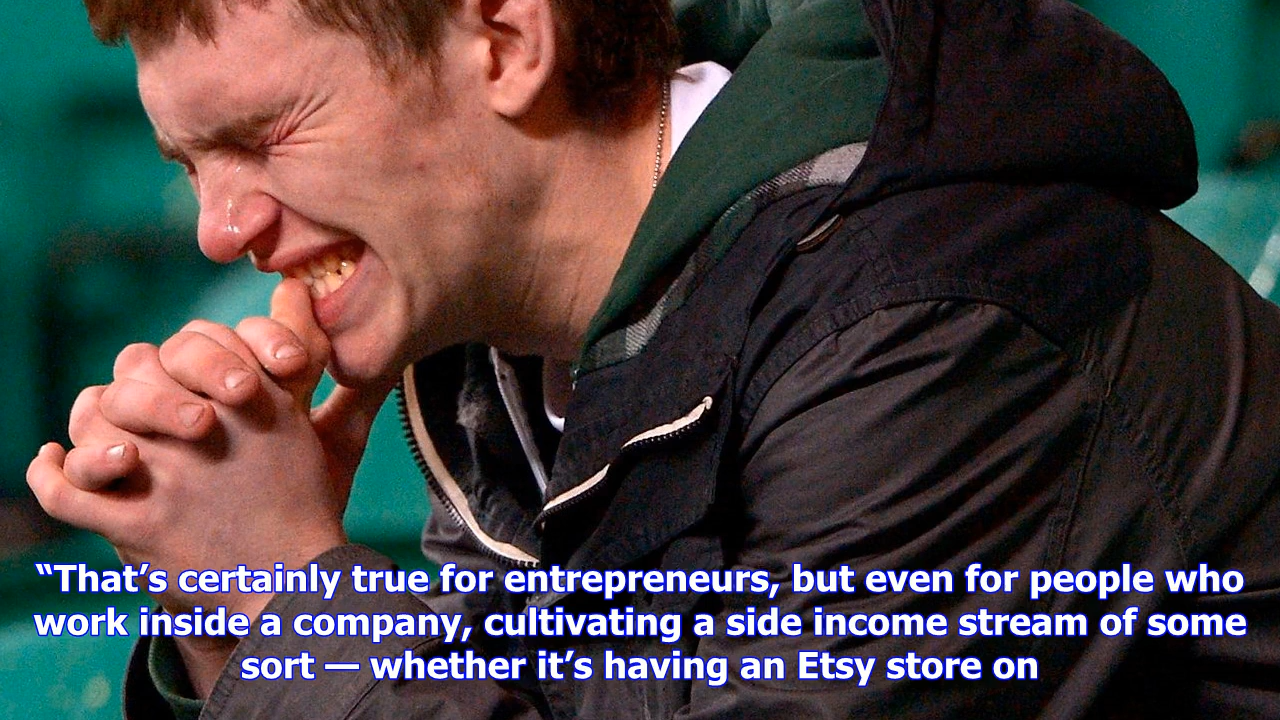 “That’s certainly true for entrepreneurs, but even for people who
work inside a company, cultivating a side income stream of some
sort — whether it’s having an Etsy store on